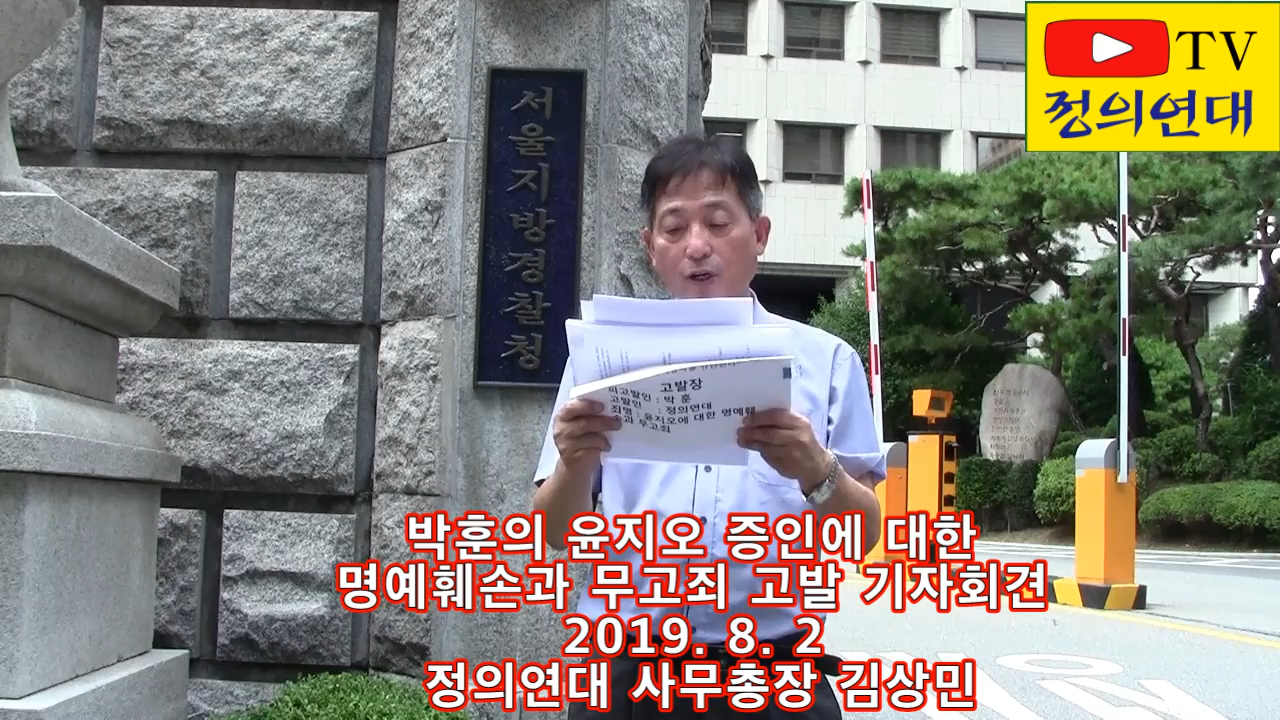 TV
정의연대
서울지방경찰청
고발장
피고발인 : 박 훈
고발인 : 정의연대
죄명 : 윤지오에 대한 명예훼
손과 무고죄
박훈의 윤지오 증인에 대한
명예훼손과 무고죄 고발 기자회견
2019. 8. 2
정의연대 사무총장 김상민